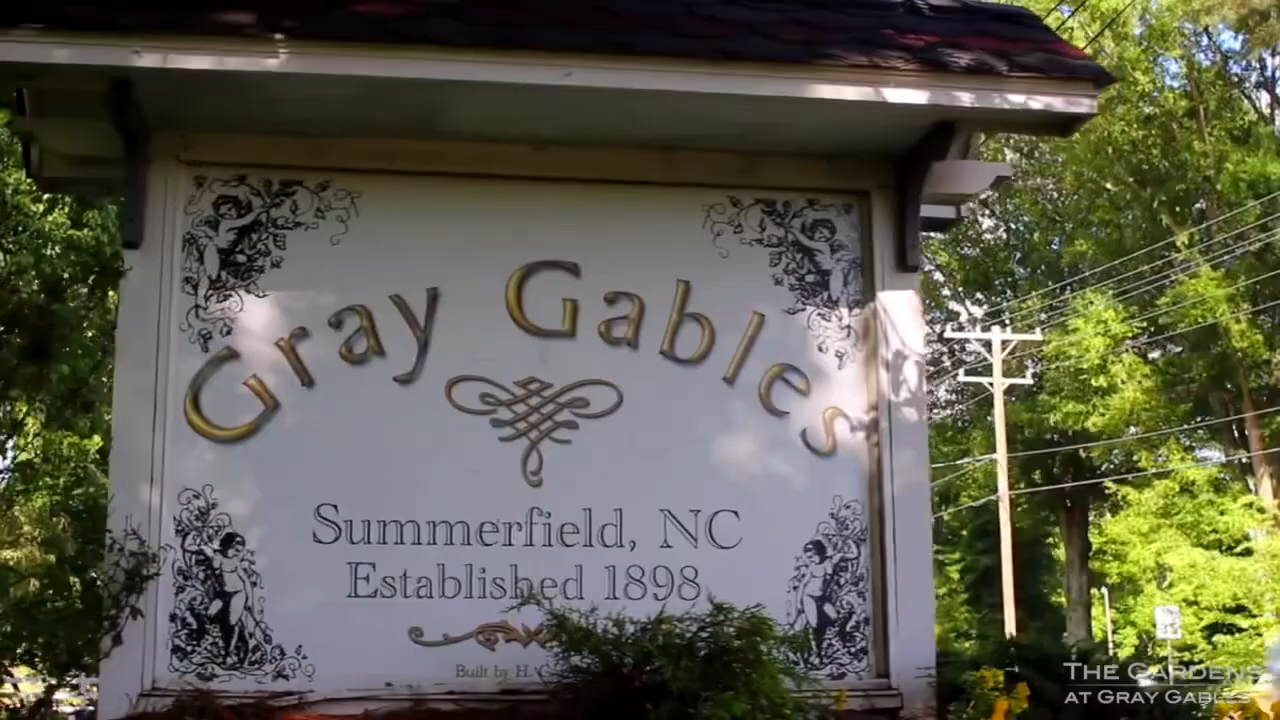 Gray Gables
Summerfield, NC
Established 1898
Built by H.
THE GARDENS
AT GRAY GABLES